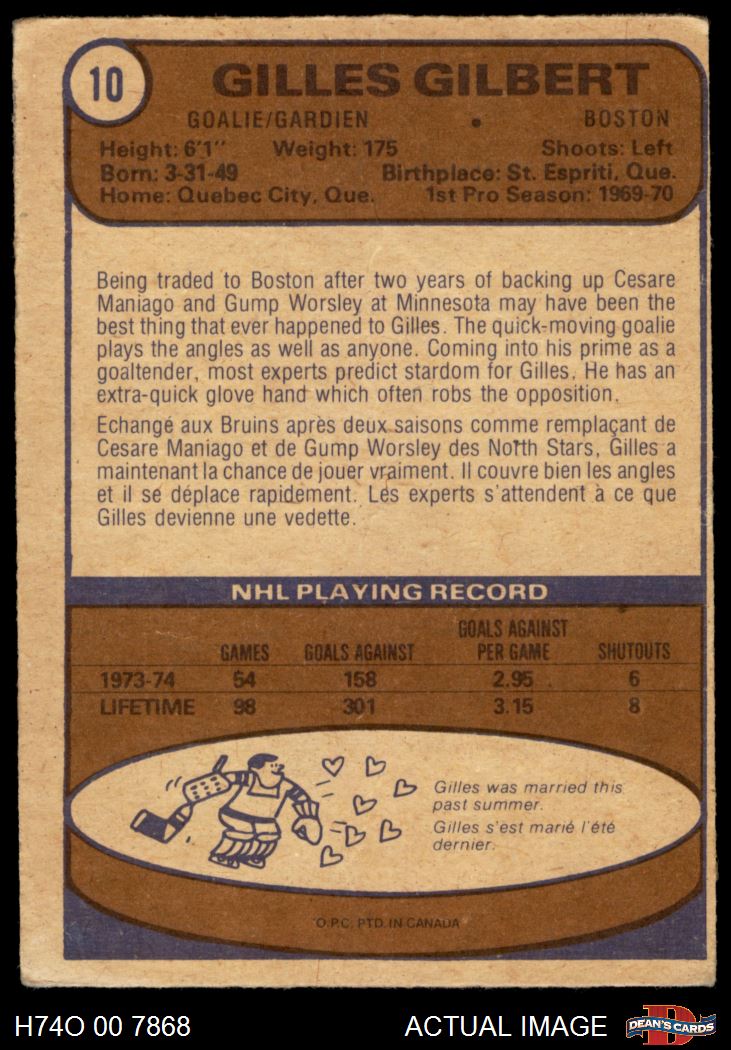 10
GILLES GILBERT
GOALIE/GARDIEN • BOSTON
Height: 6'1" Weight: 175 Shoots: Left
Born: 3-31-49 Birthplace: St. Espriti, Que.
Home: Quebec City, Que. 1st Pro Season: 1969-70
Being traded to Boston after two years of backing up Cesare
Maniago and Gump Worsley at Minnesota may have been the
best thing that ever happened to Gilles. The quick-moving goalie
plays the angles as well as anyone. Coming into his prime as a
goaltender, most experts predict stardom for Gilles. He has an
extra-quick glove hand which often robs the opposition.
Echangé aux Bruins après deux saisons comme remplaçant de
Cesare Maniago et de Gump Worsley des North Stars, Gilles a
maintenant la chance de jouer vraiment. Il couvre bien les angles
et il se déplace rapidement. Les experts s'attendent à ce que
Gilles devienne une vedette.
NHL PLAYING RECORD
GAMES GOALS AGAINST GOALS AGAINST PER GAME SHUTOUTS
1973-74 54 158 2.95 6
LIFETIME 98 301 3.15 8
Gilles was married this
past summer.
Gilles s'est marié l'été
dernier.
*O.P.C. PTD. IN CANADA
H74O 00 7868 ACTUAL IMAGE DEAN'S CARDS